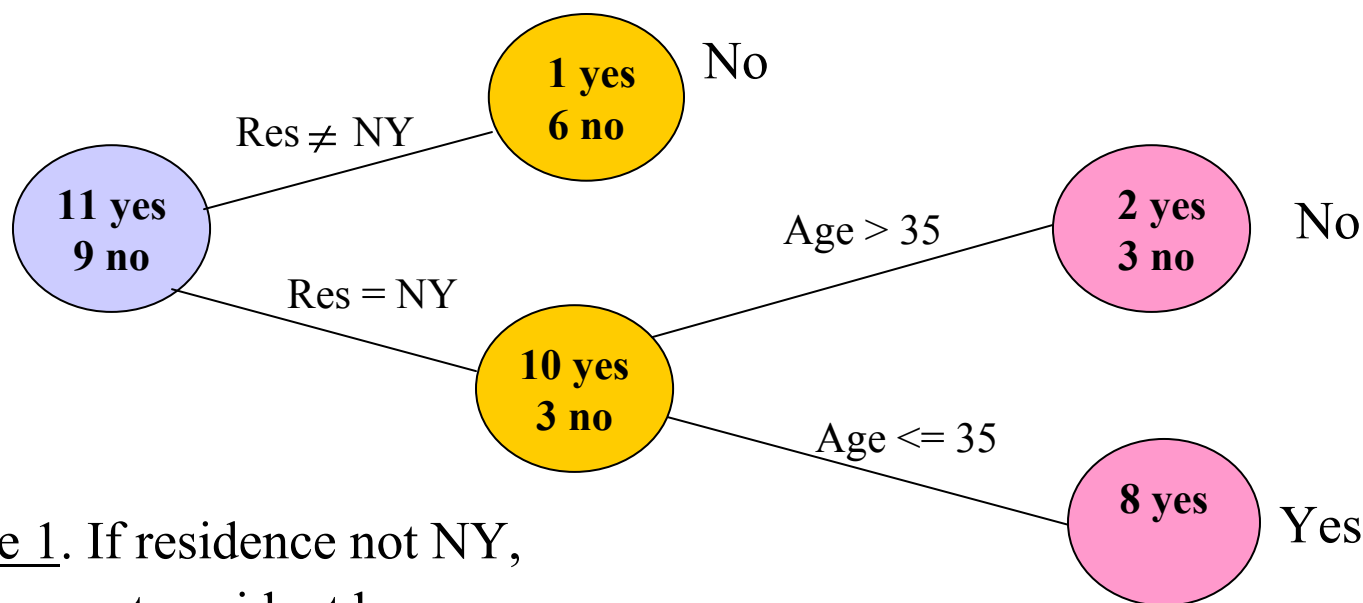 1 yes
6 no
No
Res ≠ NY
11 yes
9 no
Res = NY
10 yes
3 no
Age > 35
2 yes
3 no
No
Age <= 35
8 yes
Yes
e 1. If residence not NY,